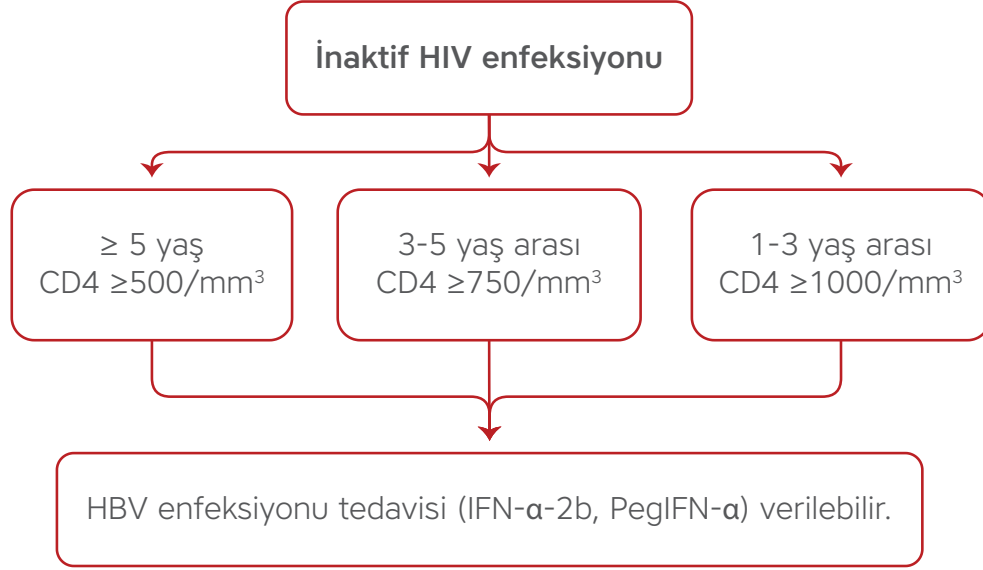 İnaktif HIV enfeksiyonu
≥ 5 yaş
CD4 ≥500/mm³
3-5 yaş arası
CD4 ≥750/mm³
1-3 yaş arası
CD4 ≥1000/mm³
HBV enfeksiyonu tedavisi (IFN-α-2b, PegIFN-α) verilebilir.